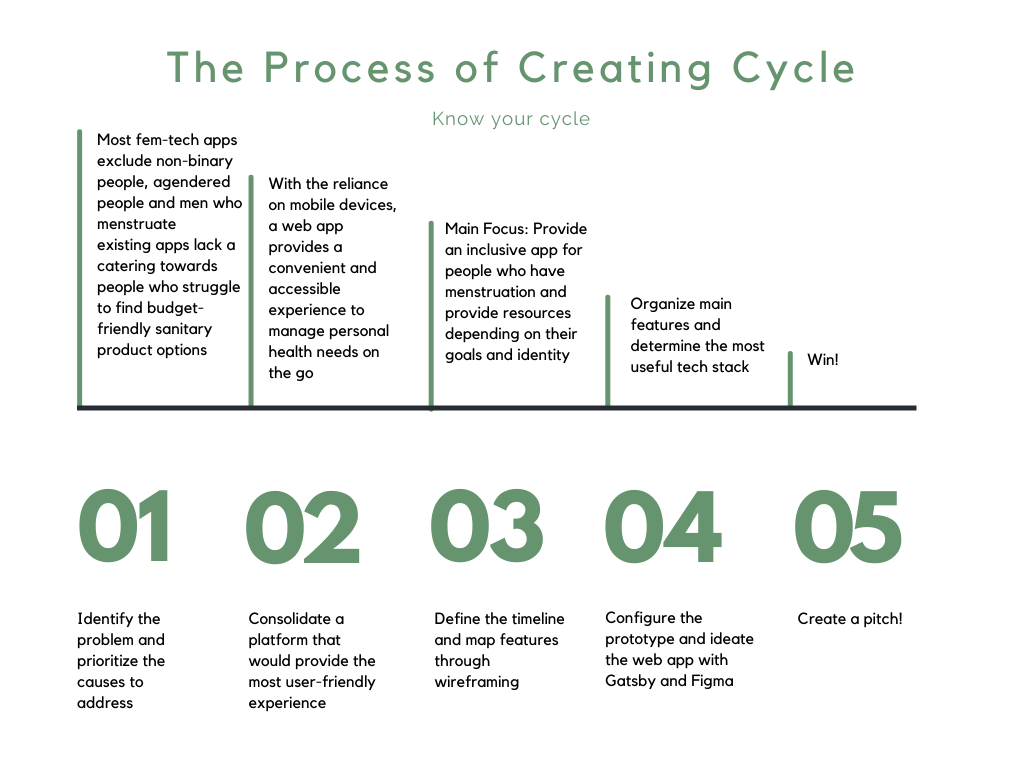 The Process of Creating Cycle
Know your cycle
Most fem-tech apps
exclude non-binary
people, agendered
people and men who
menstruate
existing apps lack a
catering towards
people who struggle
to find budget-
friendly sanitary
product options
With the reliance
on mobile devices,
a web app
provides a
convenient and
accessible
experience to
manage personal
health needs on
the go
Main Focus: Provide
an inclusive app for
people who have
menstruation and
provide resources
depending on their
goals and identity
Organize main
features and
determine the most
useful tech stack
Win!
01
02
03
04
05
Identify the
problem and
prioritize the
causes to
address
Consolidate a
platform that
would provide the
most user-friendly
experience
Define the timeline
and map features
through
wireframing
Configure the
prototype and ideate
the web app with
Gatsby and Figma
Create a pitch!